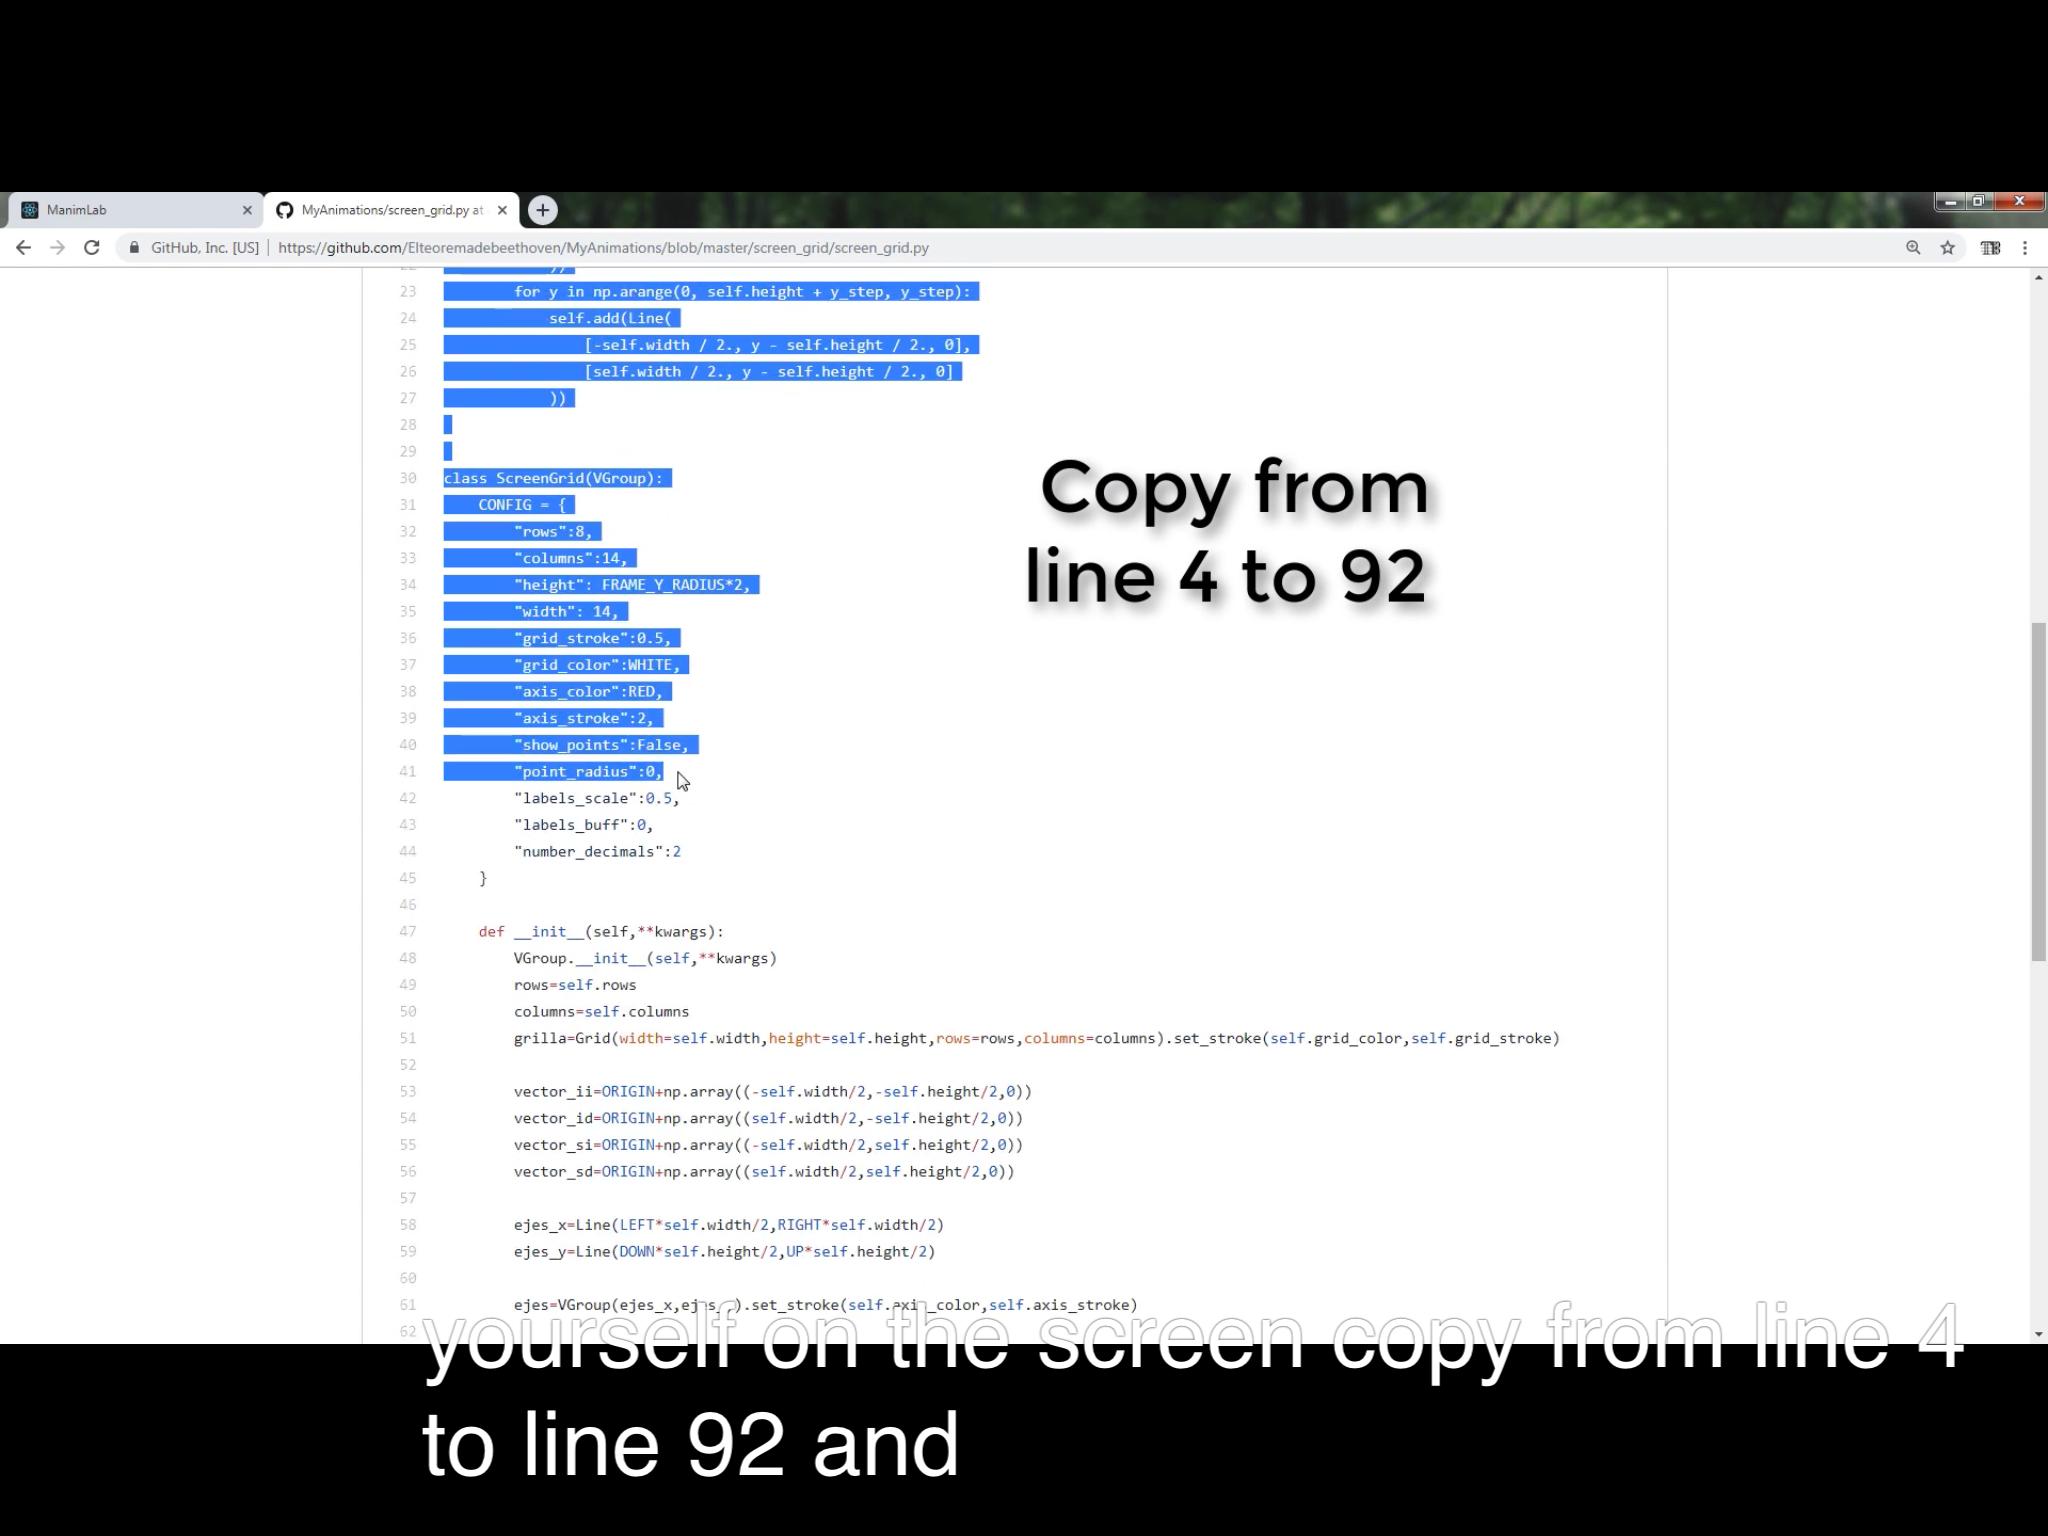 ManimLab
MyAnimations/screen_grid.py at
GitHub, Inc. [US] | https://github.com/Elteoremadebeethoven/MyAnimations/blob/master/screen_grid/screen_grid.py
23 for y in np.arange(0, self.height + y_step, y_step):
24 self.add(Line(
25 [-self.width / 2., y - self.height / 2., 0],
26 [self.width / 2., y - self.height / 2., 0]
27 ))
28
29
30 class ScreenGrid(VGroup):
31 CONFIG = {
32 "rows":8,
33 "columns":14,
34 "height": FRAME_Y_RADIUS*2,
35 "width": 14,
36 "grid_stroke":0.5,
37 "grid_color":WHITE,
38 "axis_color":RED,
39 "axis_stroke":2,
40 "show_points":False,
41 "point_radius":0,
42 "labels_scale":0.5,
43 "labels_buff":0,
44 "number_decimals":2
45 }
46
47 def __init__(self,**kwargs):
48 VGroup.__init__(self,**kwargs)
49 rows=self.rows
50 columns=self.columns
51 grilla=Grid(width=self.width,height=self.height,rows=rows,columns=columns).set_stroke(self.grid_color,self.grid_stroke)
52
53 vector_ii=ORIGIN+np.array((-self.width/2,-self.height/2,0))
54 vector_id=ORIGIN+np.array((self.width/2,-self.height/2,0))
55 vector_si=ORIGIN+np.array((-self.width/2,self.height/2,0))
56 vector_sd=ORIGIN+np.array((self.width/2,self.height/2,0))
57
58 ejes_x=Line(LEFT*self.width/2,RIGHT*self.width/2)
59 ejes_y=Line(DOWN*self.height/2,UP*self.height/2)
60
61 ejes=VGroup(ejes_x,ejes_y).set_stroke(self.axis_color,self.axis_stroke)
62
Copy from
line 4 to 92
yourself on the screen copy from line 4
to line 92 and